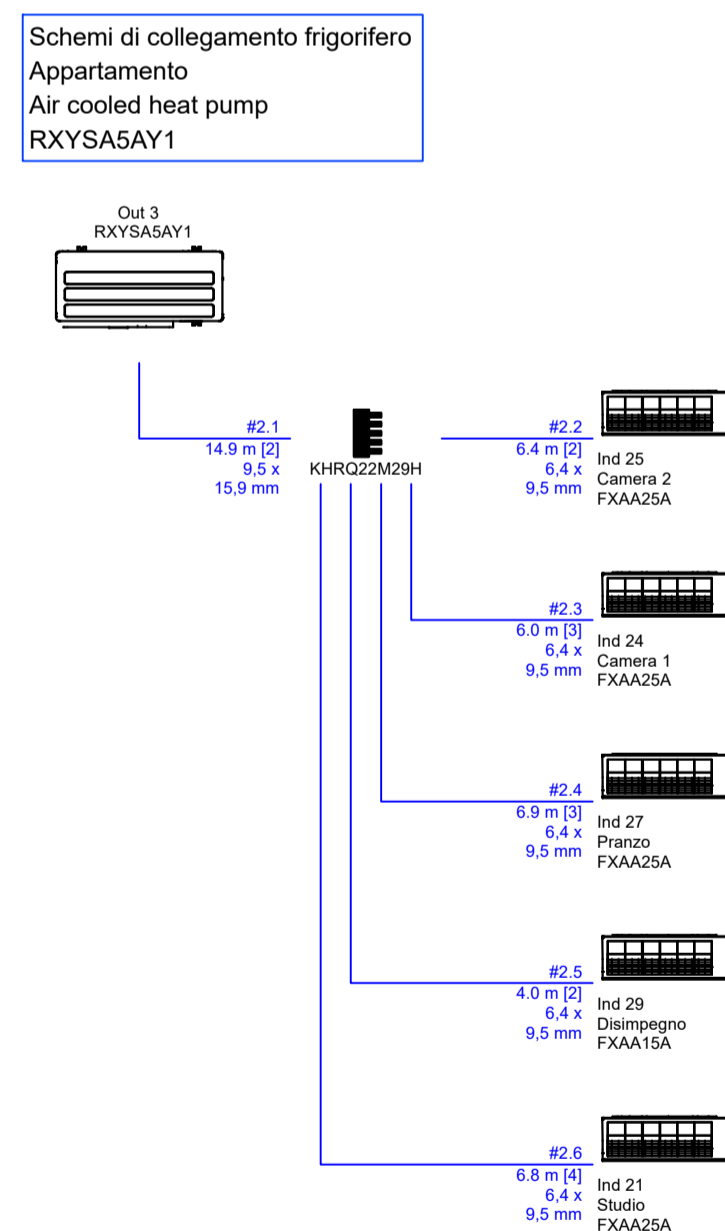 Schemi di collegamento frigorifero
Appartamento
Air cooled heat pump
RXYSA5AY1
Out 3
RXYSA5AY1
#2.1
14.9 m [2]
9,5 x
15,9 mm
KHRQ22M29H
#2.2
6.4 m [2]
6,4 x
9,5 mm
Ind 25
Camera 2
FXAA25A
#2.3
6.0 m [3]
6,4 x
9,5 mm
Ind 24
Camera 1
FXAA25A
#2.4
6.9 m [3]
6,4 x
9,5 mm
Ind 27
Pranzo
FXAA25A
#2.5
4.0 m [2]
6,4 x
9,5 mm
Ind 29
Disimpegno
FXAA15A
#2.6
6.8 m [4]
6,4 x
9,5 mm
Ind 21
Studio
FXAA25A